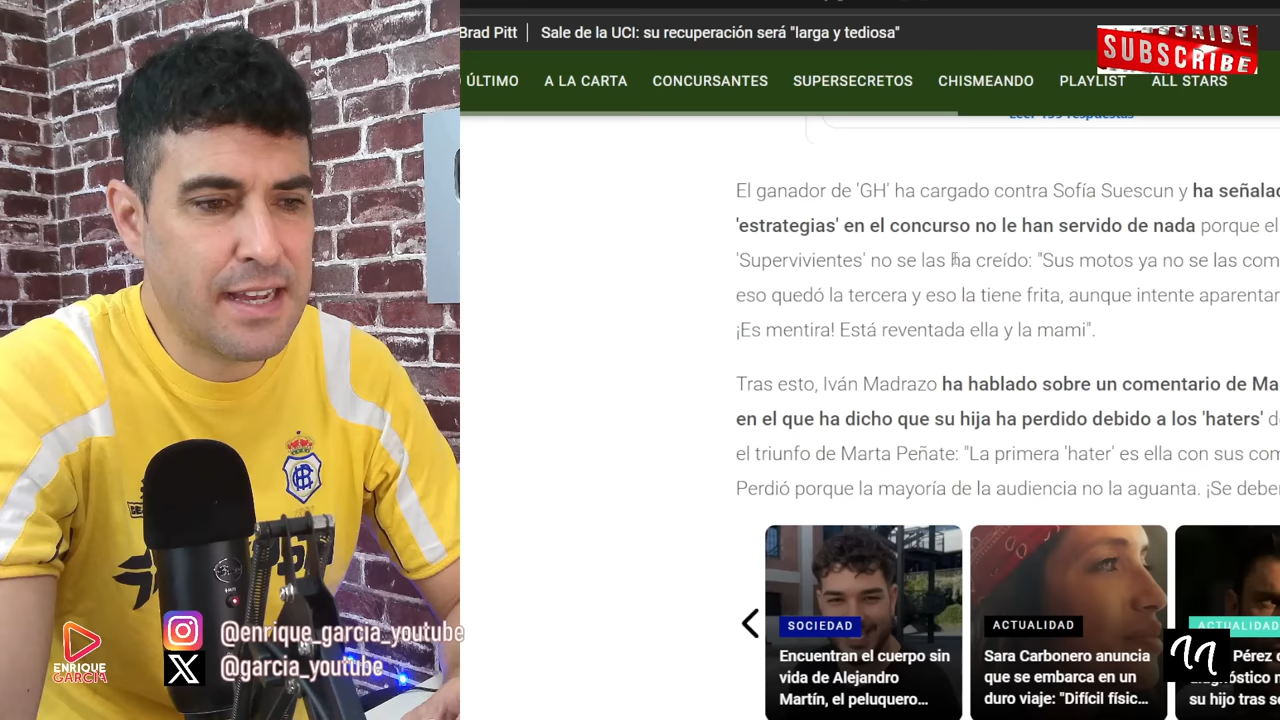 Brad Pitt
Sale de la UCI: su recuperación será "larga y tediosa"
SUBSCRIBE
ÚLTIMO
A LA CARTA
CONCURSANTES
SUPERSECRETOS
CHISMEANDO
PLAYLIST
ALL STARS
El ganador de 'GH' ha cargado contra Sofía Suescun y ha señalad
'estrategias' en el concurso no le han servido de nada porque el
'Supervivientes' no se las ha creído: "Sus motos ya no se las com
eso quedó la tercera y eso la tiene frita, aunque intente aparentar
¡Es mentira! Está reventada ella y la mami".
Tras esto, Iván Madrazo ha hablado sobre un comentario de Ma
en el que ha dicho que su hija ha perdido debido a los 'haters' d
el triunfo de Marta Peñate: "La primera 'hater' es ella con sus com
Perdió porque la mayoría de la audiencia no la aguanta. ¡Se debe
SOCIEDAD
Encuentran el cuerpo sin
vida de Alejandro
Martín, el peluquero...
ACTUALIDAD
Sara Carbonero anuncia
que se embarca en un
duro viaje: "Difícil físic...
ACTUALIDAD
Pérez
su hijo tras s
@enrique_garcia_youtube
@garcia_youtube
ENRIQUE
GARCIA